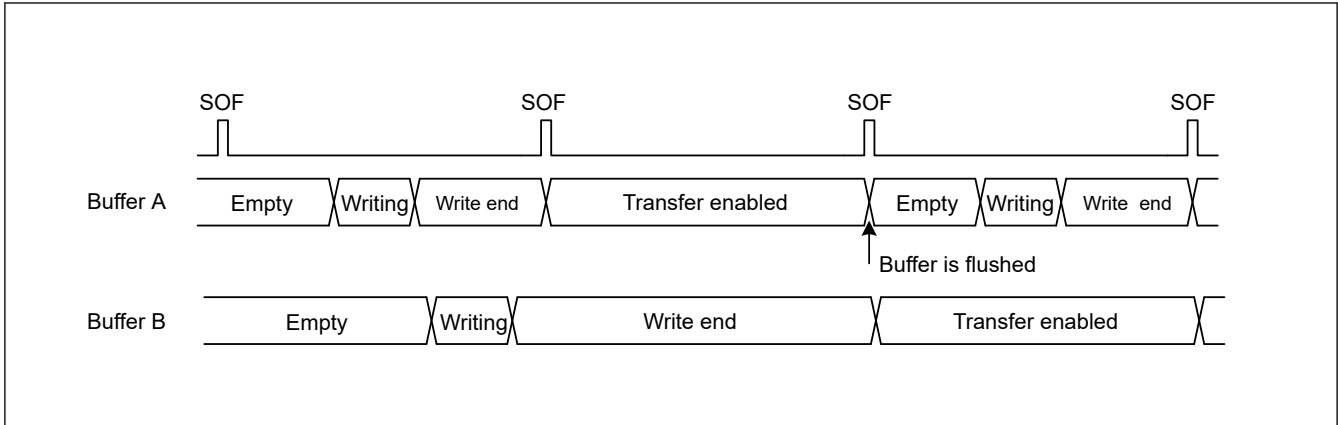 SOF SOF SOF SOF
Buffer A Empty Writing Write end Transfer enabled Empty Writing Write end
Buffer is flushed
Buffer B Empty Writing Write end Transfer enabled